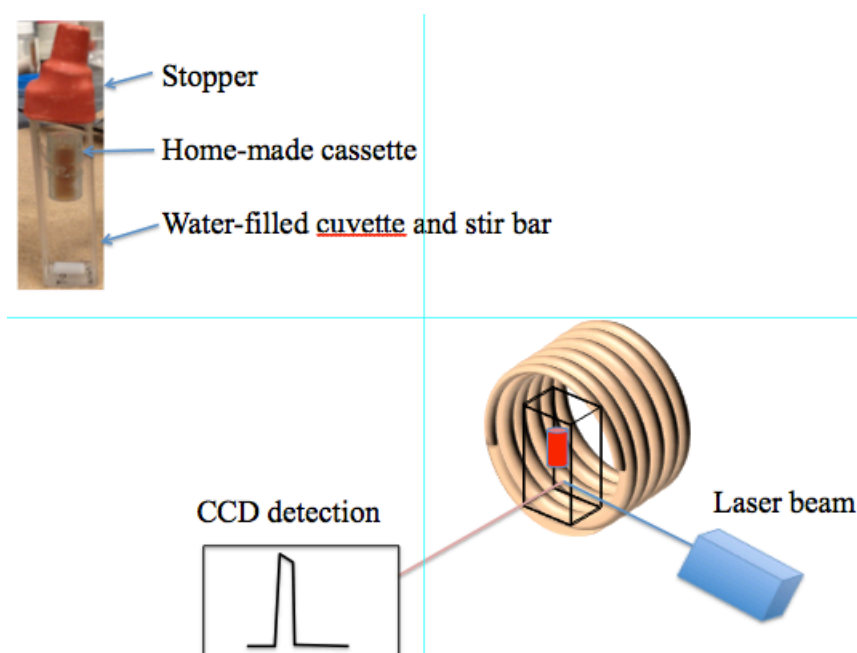 Stopper
Home-made cassette
Water-filled cuvette and stir bar
CCD detection
Laser beam